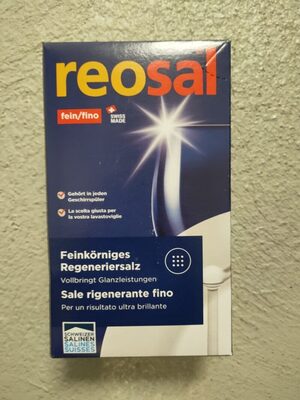 reosal
fein/fino
SWISS
MADE
Gehört in jeden
Geschirrspüler
La scelta giusta per
la vostra lavastoviglie
Feinkörniges
Regeneriersalz
Vollbringt Glanzleistungen
Sale rigenerante fino
Per un risultato ultra brillante
SCHWEIZER
SALINEN
SALINES
SUISSES